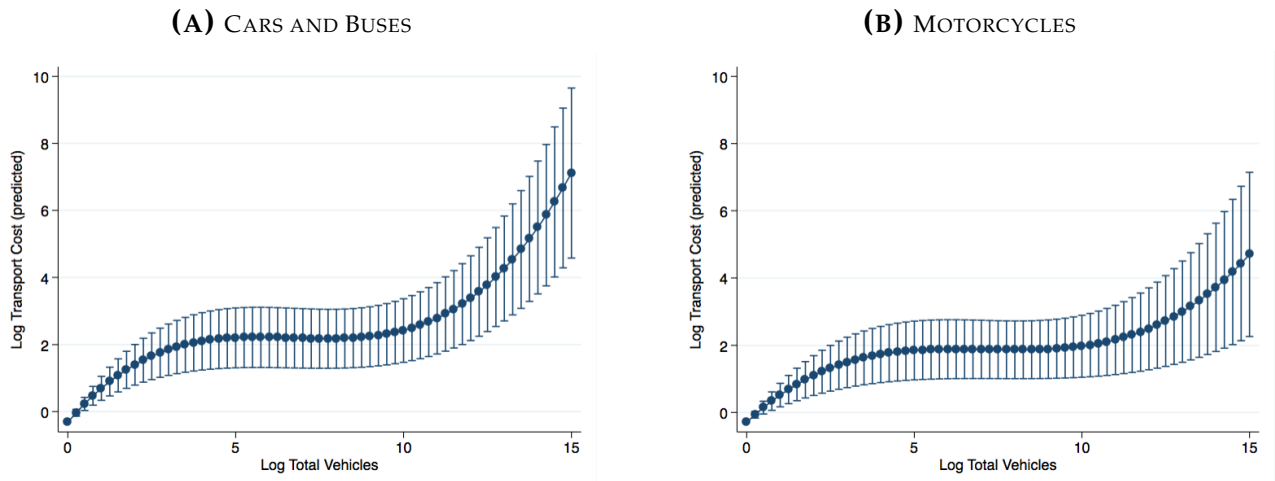 (A) CARS AND BUSES
10
8
6
4
2
0
Log Transport Cost (predicted)
0 5 10 15
Log Total Vehicles
(B) MOTORCYCLES
10
8
6
4
2
0
Log Transport Cost (predicted)
0 5 10 15
Log Total Vehicles